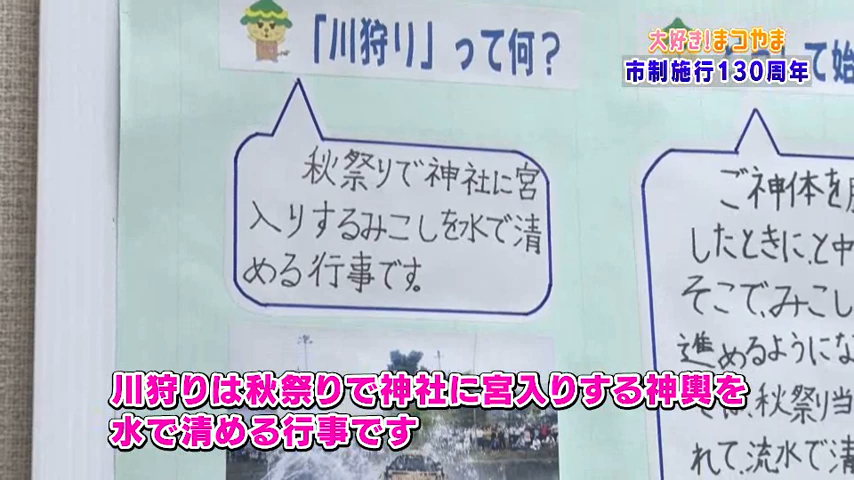 「川狩り」って何？
大好き！まつやま
市制施行130周年
して始
秋祭りで神社に宮
入りするみこしを水で清
める行事です。
ご神体を
したときに、と中
そこで、みこし
進めるようにな
秋祭り当
れて、流水で清
川狩りは秋祭りで神社に宮入りする神輿を
水で清める行事です